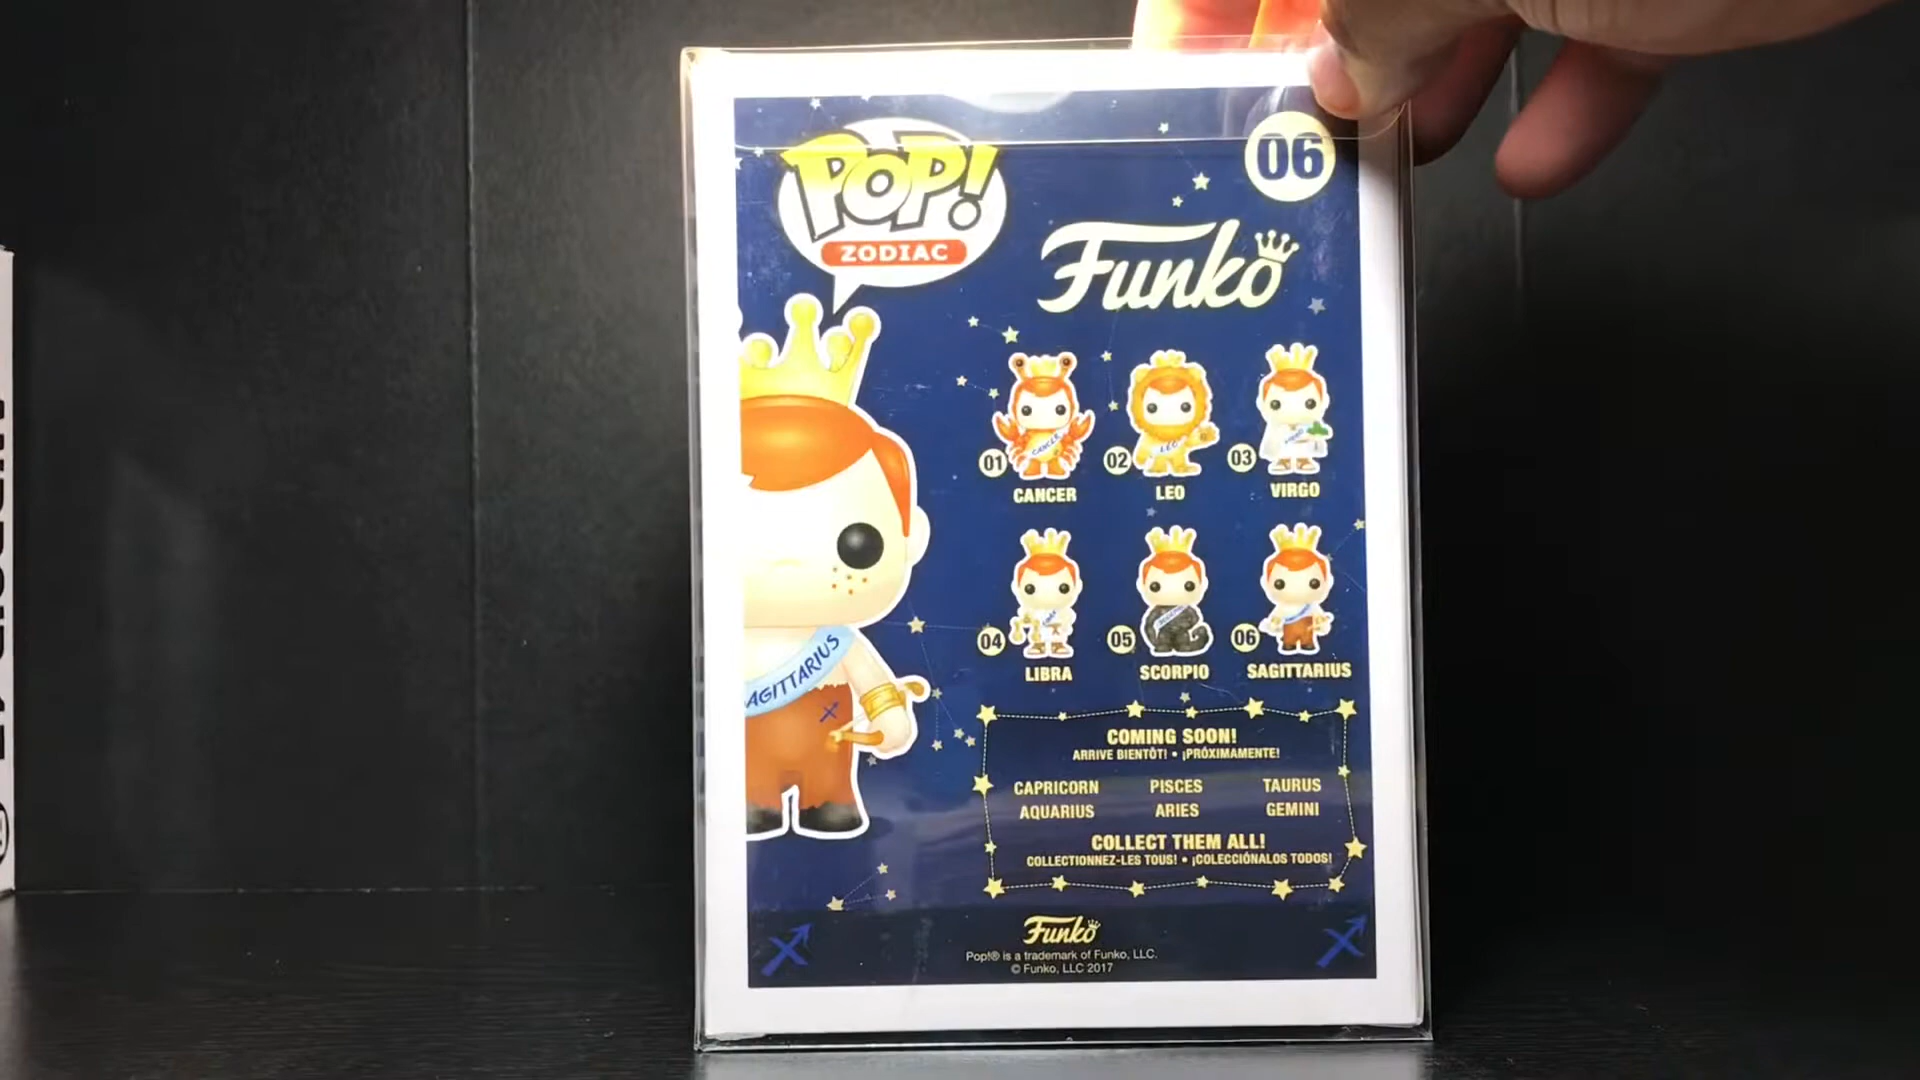 POP!
ZODIAC
06
Funko
CANCER
LEO
01
02
03
CANCER
LEO
VIRGO
04
05
06
LIBRA
SCORPIO
SAGITTARIUS
AGITTARIUS
COMING SOON!
ARRIVE BIENTÔT! • ¡PRÓXIMAMENTE!
CAPRICORN PISCES TAURUS
AQUARIUS ARIES GEMINI
COLLECT THEM ALL!
COLLECTIONNEZ-LES TOUS! • ¡COLECCIÓNALOS TODOS!
Funko
Pop!® is a trademark of Funko, LLC.
© Funko, LLC 2017